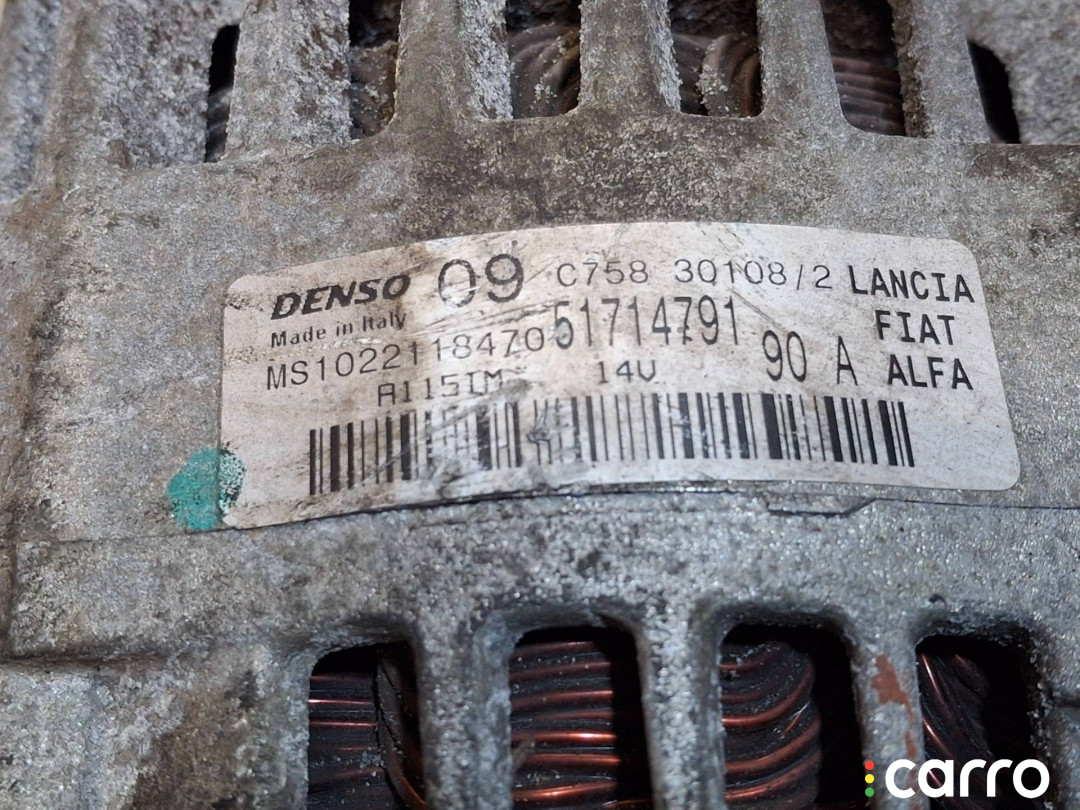 DENSO 09 C758 30108/2 LANCIA
Made in Italy 51714791 FIAT
MS1022118470 90 A ALFA
A115IM 14V
carro